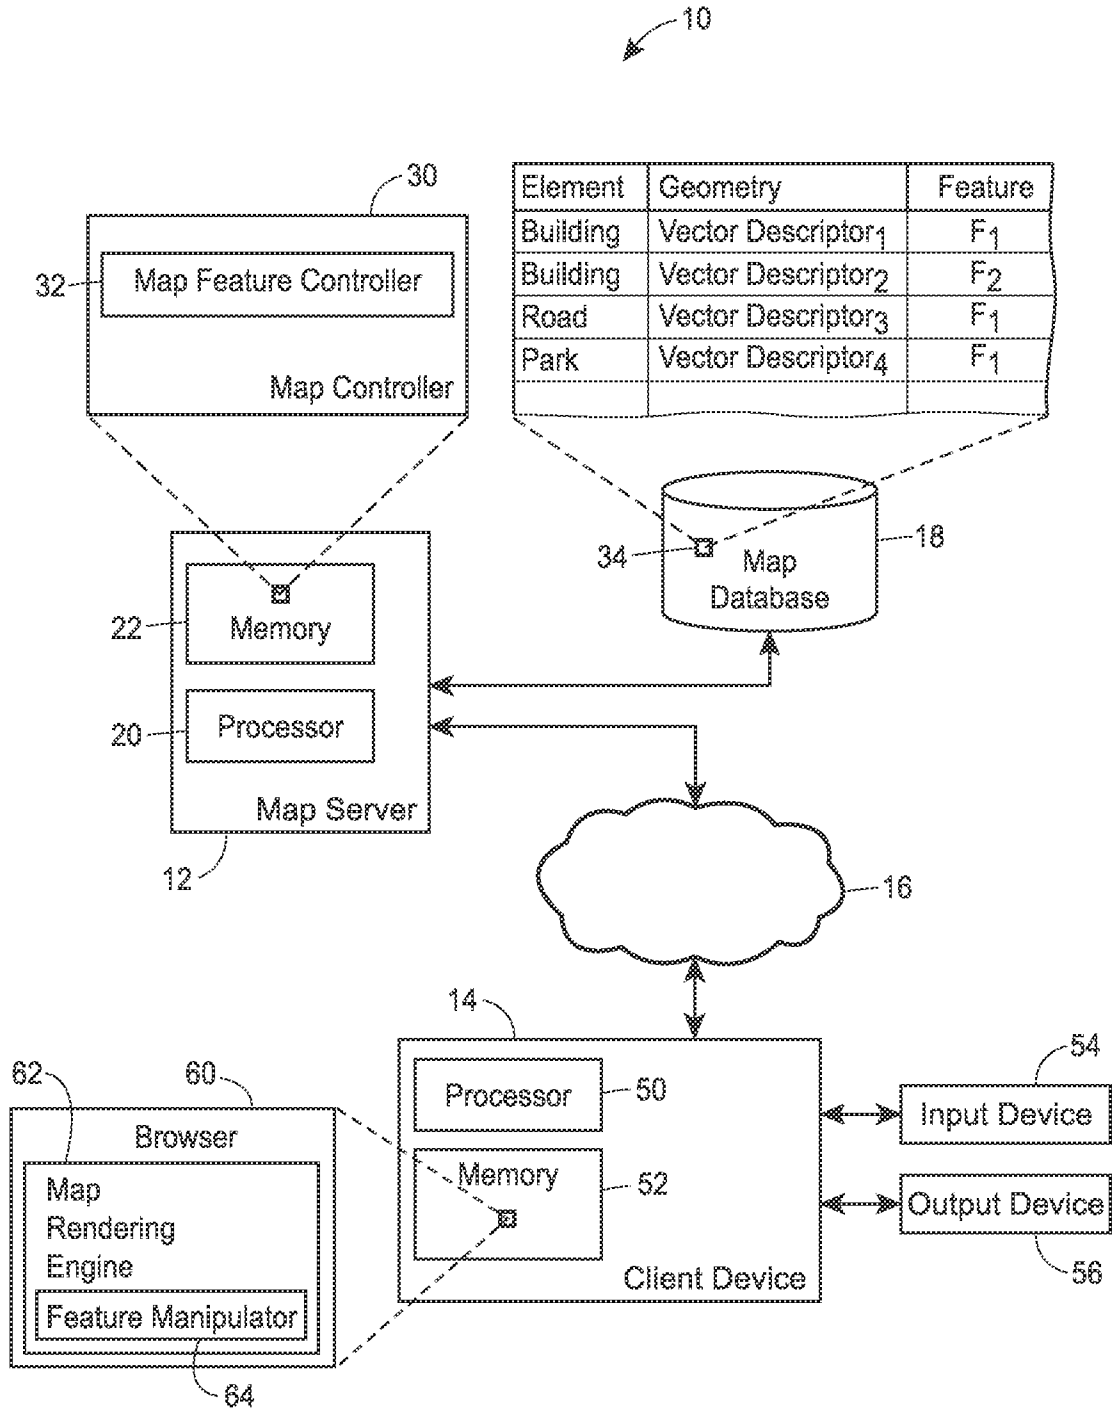 10
30
Element Geometry Feature
Building Vector Descriptor1 F1
Building Vector Descriptor2 F2
Road Vector Descriptor3 F1
Park Vector Descriptor4 F1
32
Map Feature Controller
Map Controller
34
Map
Database
18
22
Memory
20
Processor
Map Server
12
16
14
Processor
50
Memory
52
Client Device
54
Input Device
Output Device
56
62
60
Browser
Map
Rendering
Engine
Feature Manipulator
64